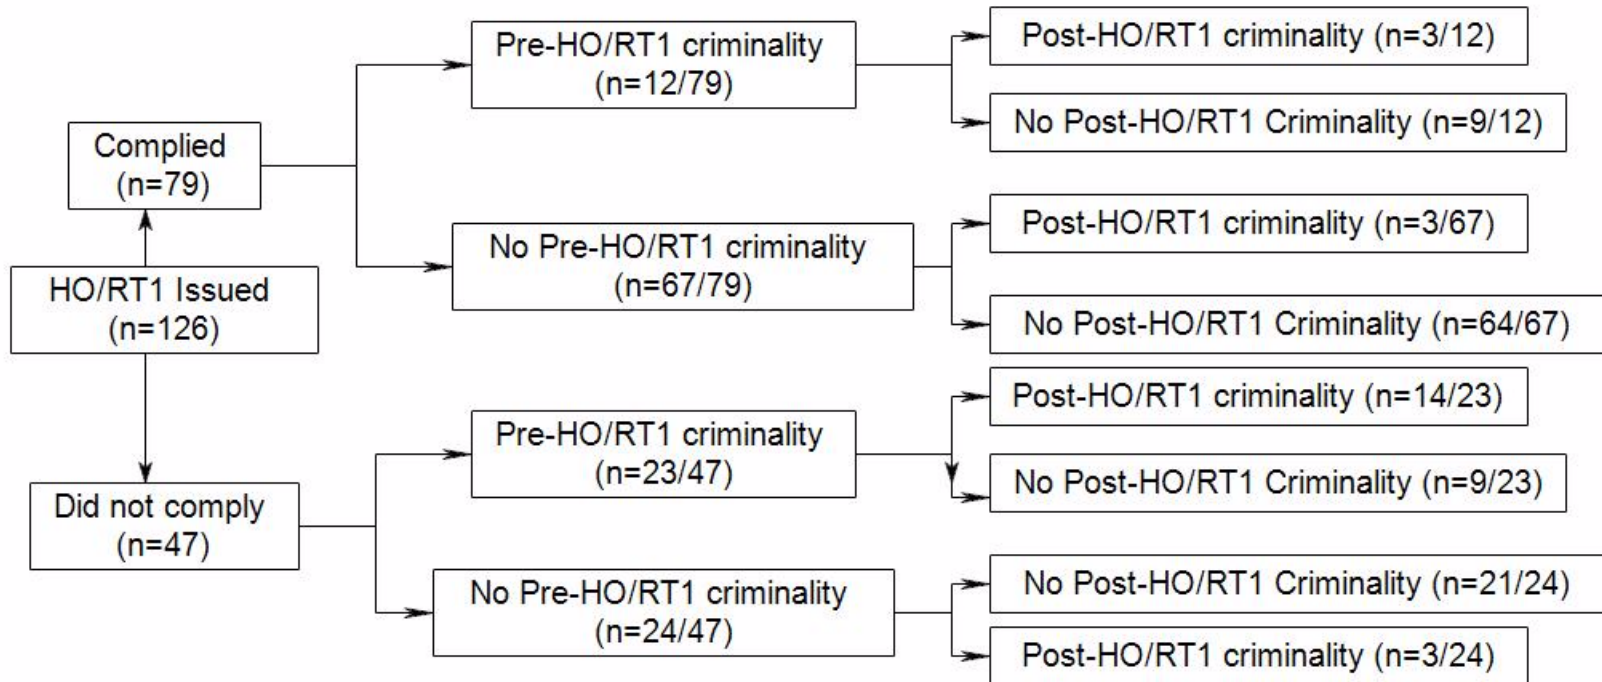 Pre-HO/RT1 criminality
(n=12/79)
Post-HO/RT1 criminality (n=3/12)
No Post-HO/RT1 Criminality (n=9/12)
Complied
(n=79)
No Pre-HO/RT1 criminality
(n=67/79)
Post-HO/RT1 criminality (n=3/67)
No Post-HO/RT1 Criminality (n=64/67)
HO/RT1 Issued
(n=126)
Pre-HO/RT1 criminality
(n=23/47)
Post-HO/RT1 criminality (n=14/23)
No Post-HO/RT1 Criminality (n=9/23)
Did not comply
(n=47)
No Pre-HO/RT1 criminality
(n=24/47)
No Post-HO/RT1 Criminality (n=21/24)
Post-HO/RT1 criminality (n=3/24)